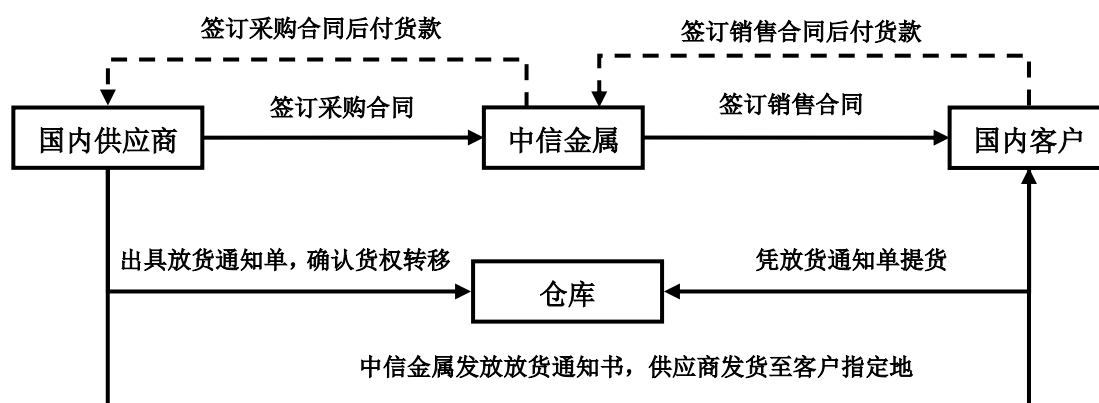 签订采购合同后付货款
签订销售合同后付货款
签订采购合同
签订销售合同
国内供应商
中信金属
国内客户
出具放货通知单，确认货权转移
凭放货通知单提货
仓库
中信金属发放放货通知书，供应商发货至客户指定地